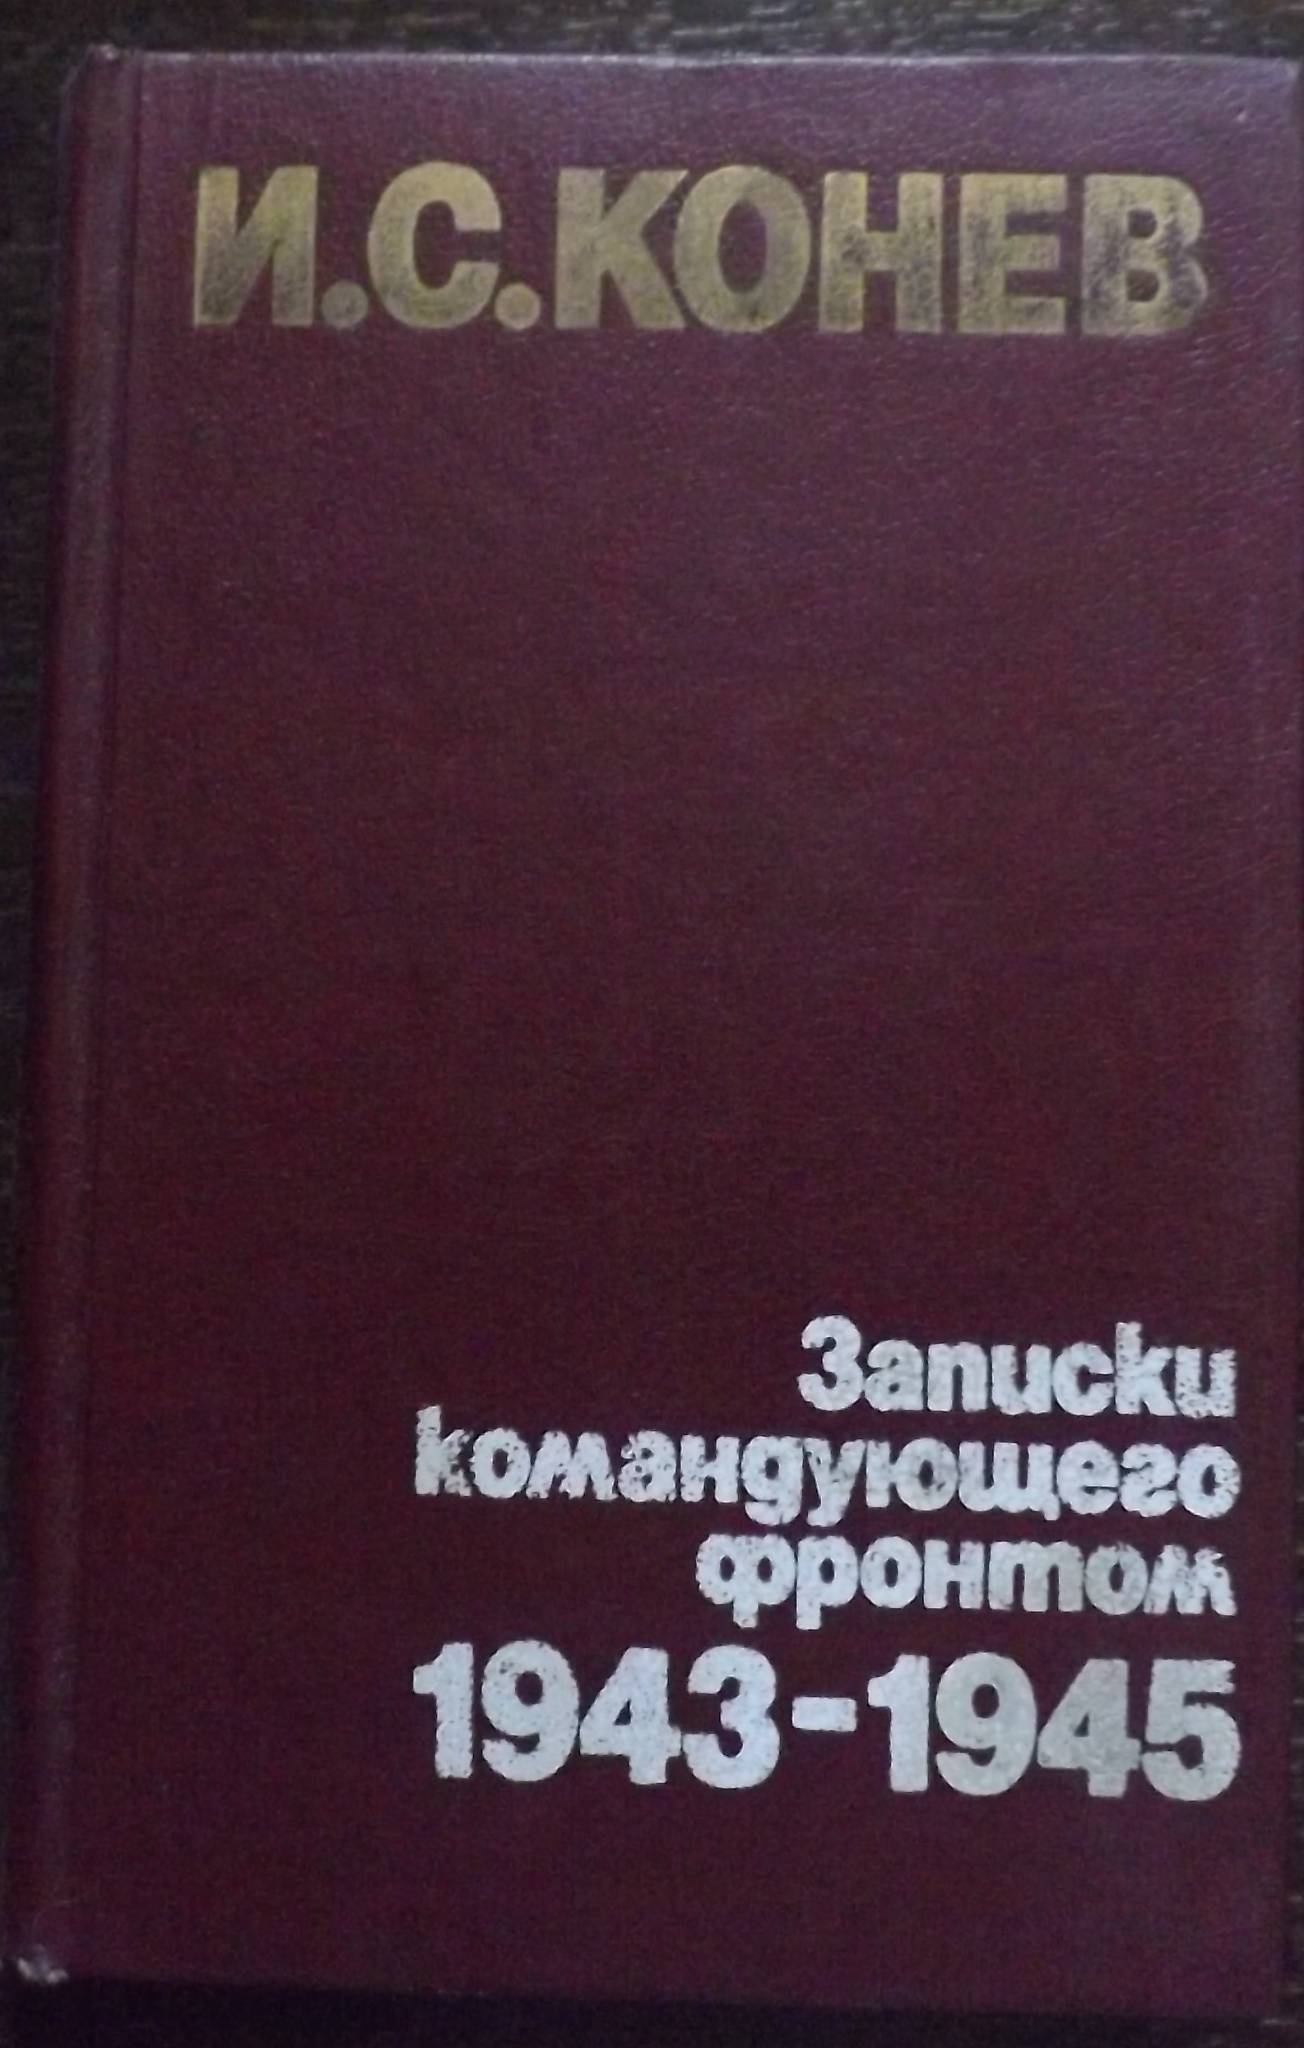 И.С.КОНЕВ
Записки
командующего
фронтом
1943-1945